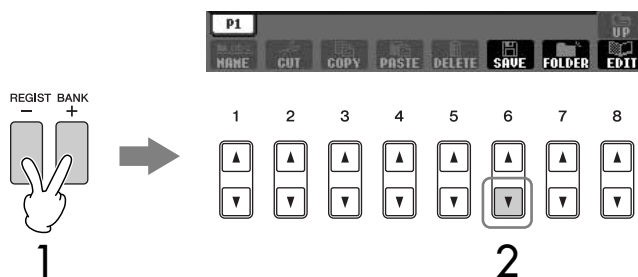 P1
UP
NAME CUT COPY PASTE DELETE SAVE FOLDER EDIT
REGIST BANK
- +
1 2 3 4 5 6 7 8
1
2